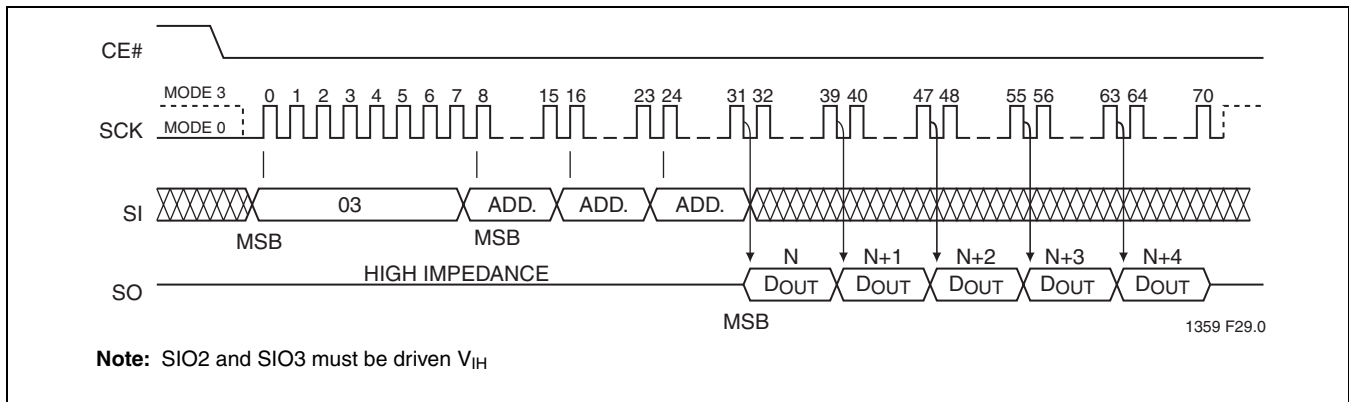 CE#
MODE 3
0 1 2 3 4 5 6 7 8 15 16 23 24 31 32 39 40 47 48 55 56 63 64 70
SCK
MODE 0
SI
03
ADD.
ADD.
ADD.
MSB
MSB
HIGH IMPEDANCE
N N+1 N+2 N+3 N+4
SO
DOUT DOUT DOUT DOUT DOUT
MSB
1359 F29.0
Note: SIO2 and SIO3 must be driven VIH